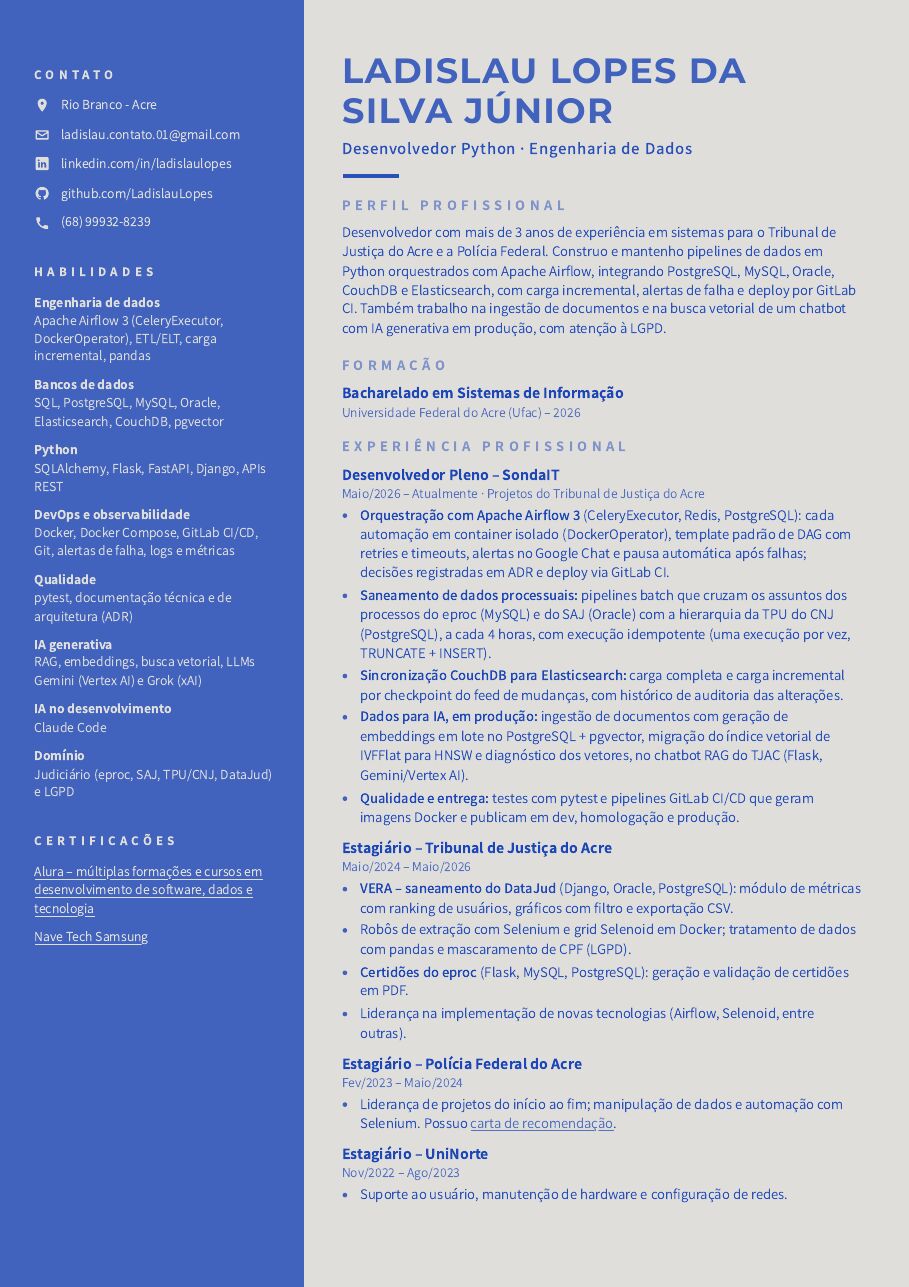 CONTATO
Rio Branco - Acre
ladislau.contato.01@gmail.com
linkedin.com/in/ladislaulopes
github.com/LadislauLopes
(68) 99932-8239
HABILIDADES
Engenharia de dados
Apache Airflow 3 (CeleryExecutor,
DockerOperator), ETL/ELT, carga
incremental, pandas
Bancos de dados
SQL, PostgreSQL, MySQL, Oracle,
Elasticsearch, CouchDB, pgvector
Python
SQLAlchemy, Flask, FastAPI, Django, APIs
REST
DevOps e observabilidade
Docker, Docker Compose, GitLab CI/CD,
Git, alertas de falha, logs e métricas
Qualidade
pytest, documentação técnica e de
arquitetura (ADR)
IA generativa
RAG, embeddings, busca vetorial, LLMs
Gemini (Vertex AI) e Grok (xAI)
IA no desenvolvimento
Claude Code
Domínio
Judiciário (eproc, SAJ, TPU/CNJ, DataJud)
e LGPD
CERTIFICACÕES
Alura – múltiplas formações e cursos em
desenvolvimento de software, dados e
tecnologia
Nave Tech Samsung
LADISLAU LOPES DA
SILVA JÚNIOR
Desenvolvedor Python · Engenharia de Dados
PERFIL PROFISSIONAL
Desenvolvedor com mais de 3 anos de experiência em sistemas para o Tribunal de
Justiça do Acre e a Polícia Federal. Construo e mantenho pipelines de dados em
Python orquestrados com Apache Airflow, integrando PostgreSQL, MySQL, Oracle,
CouchDB e Elasticsearch, com carga incremental, alertas de falha e deploy por GitLab
CI. Também trabalho na ingestão de documentos e na busca vetorial de um chatbot
com IA generativa em produção, com atenção à LGPD.
FORMACÃO
Bacharelado em Sistemas de Informação
Universidade Federal do Acre (Ufac) – 2026
EXPERIÊNCIA PROFISSIONAL
Desenvolvedor Pleno – SondaIT
Maio/2026 – Atualmente · Projetos do Tribunal de Justiça do Acre
• Orquestração com Apache Airflow 3 (CeleryExecutor, Redis, PostgreSQL): cada
automação em container isolado (DockerOperator), template padrão de DAG com
retries e timeouts, alertas no Google Chat e pausa automática após falhas;
decisões registradas em ADR e deploy via GitLab CI.
• Saneamento de dados processuais: pipelines batch que cruzam os assuntos dos
processos do eproc (MySQL) e do SAJ (Oracle) com a hierarquia da TPU do CNJ
(PostgreSQL), a cada 4 horas, com execução idempotente (uma execução por vez,
TRUNCATE + INSERT).
• Sincronização CouchDB para Elasticsearch: carga completa e carga incremental
por checkpoint do feed de mudanças, com histórico de auditoria das alterações.
• Dados para IA, em produção: ingestão de documentos com geração de
embeddings em lote no PostgreSQL + pgvector, migração do índice vetorial de
IVFFlat para HNSW e diagnóstico dos vetores, no chatbot RAG do TJAC (Flask,
Gemini/Vertex AI).
• Qualidade e entrega: testes com pytest e pipelines GitLab CI/CD que geram
imagens Docker e publicam em dev, homologação e produção.
Estagiário – Tribunal de Justiça do Acre
Maio/2024 – Maio/2026
• VERA – saneamento do DataJud (Django, Oracle, PostgreSQL): módulo de métricas
com ranking de usuários, gráficos com filtro e exportação CSV.
• Robôs de extração com Selenium e grid Selenoid em Docker; tratamento de dados
com pandas e mascaramento de CPF (LGPD).
• Certidões do eproc (Flask, MySQL, PostgreSQL): geração e validação de certidões
em PDF.
• Liderança na implementação de novas tecnologias (Airflow, Selenoid, entre
outras).
Estagiário – Polícia Federal do Acre
Fev/2023 – Maio/2024
• Liderança de projetos do início ao fim; manipulação de dados e automação com
Selenium. Possuo carta de recomendação.
Estagiário – UniNorte
Nov/2022 – Ago/2023
• Suporte ao usuário, manutenção de hardware e configuração de redes.